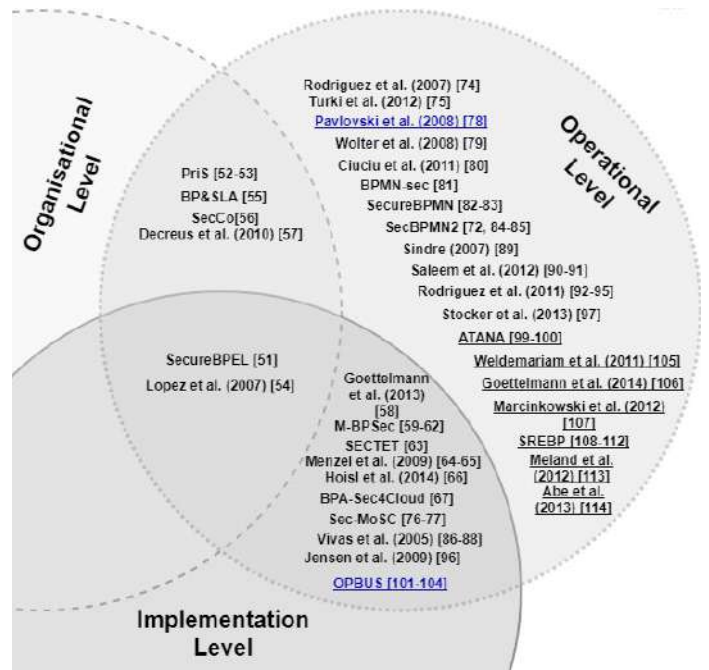 Organisational
Level
Operational
Level
Rodriguez et al. (2007) [74]
Turki et al. (2012) [75]
Pavlovski et al. (2008) [78]
Wolter et al. (2008) [79]
Ciuciu et al. (2011) [80]
BPMN-sec [81]
SecureBPMN [82-83]
SecBPMN2 [72, 84-85]
Sindre (2007) [89]
Saleem et al. (2012) [90-91]
Rodriguez et al. (2011) [92-95]
Stocker et al. (2013) [97]
ATANA [99-100]
Weldemariam et al. (2011) [105]
Goettelmann et al. (2014) [106]
Marcinkowski et al. (2012)
[107]
SREBP [108-112]
Meland et al.
(2012) [113]
Abe et al.
(2013) [114]
PriS [52-53]
BP&SLA [55]
SecCo[56]
Decreus et al. (2010) [57]
SecureBPEL [51]
Lopez et al. (2007) [54]
Goettelmann
et al. (2013)
[58]
M-BPSec [59-62]
SECTET [63]
Menzel et al. (2009) [64-65]
Hoisl et al. (2014) [66]
BPA-Sec4Cloud [67]
Sec-MoSC [76-77]
Vivas et al. (2005) [86-88]
Jensen et al. (2009) [96]
OPBUS [101-104]
Implementation
Level